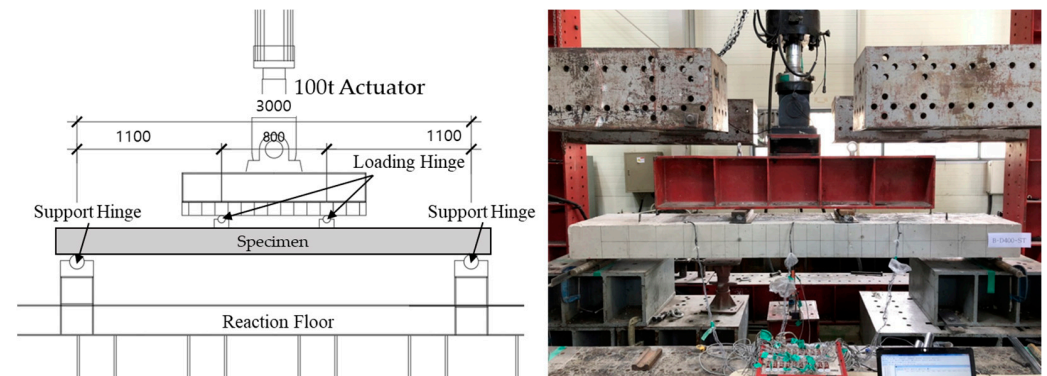 100t Actuator
3000
1100
800
1100
Loading Hinge
Support Hinge
Support Hinge
Specimen
Reaction Floor